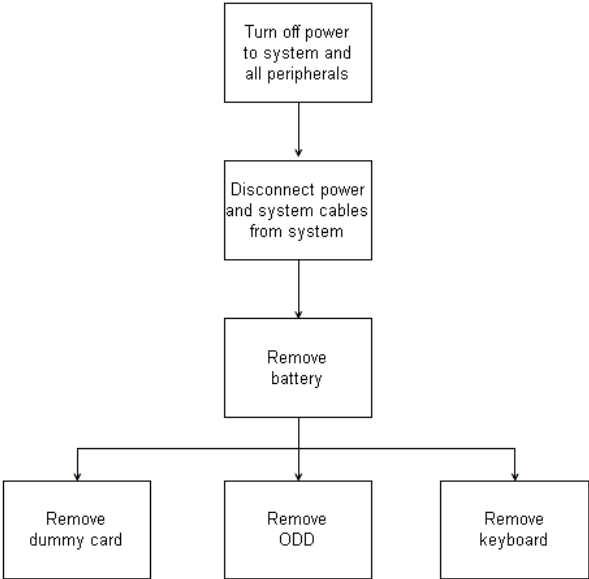 Turn off power
to system and
all peripherals
Disconnect power
and system cables
from system
Remove
battery
Remove
dummy card
Remove
ODD
Remove
keyboard